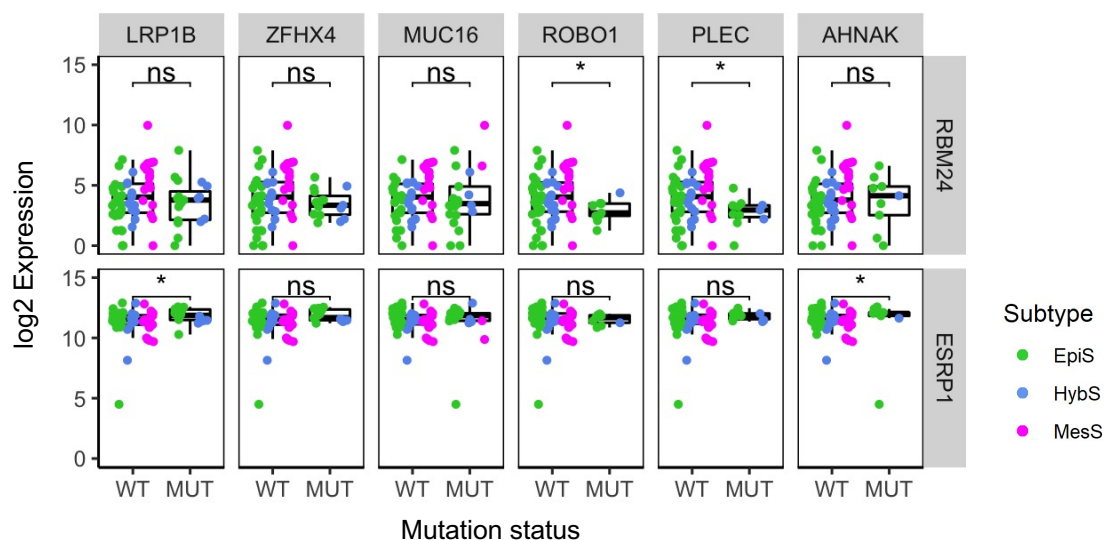 LRP1B ZFHX4 MUC16 ROBO1 PLEC AHNAK
15 ns ns ns * * ns
10
5
0
RBM24
15 * ns ns ns ns *
10
5
0
ESRP1
log2 Expression
WT MUT WT MUT WT MUT WT MUT WT MUT WT MUT
Mutation status
Subtype
EpiS
HybS
MesS